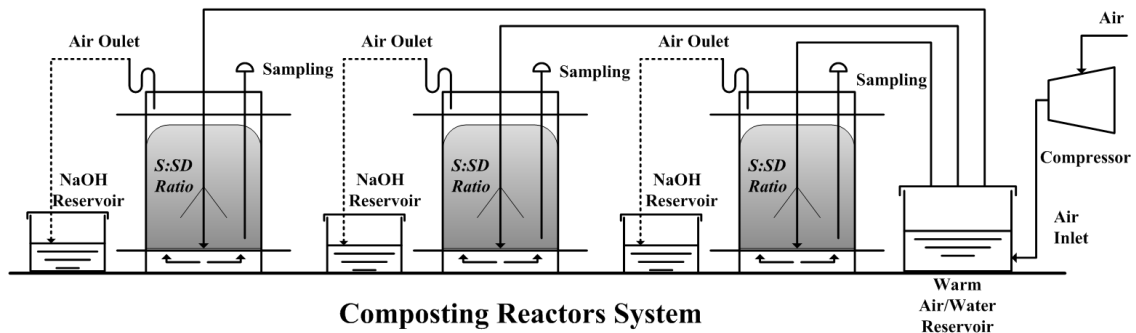 Air
Air Oulet
Sampling
Air Oulet
Sampling
Air Oulet
Sampling
Compressor
S:SD
Ratio
S:SD
Ratio
S:SD
Ratio
NaOH
Reservoir
NaOH
Reservoir
NaOH
Reservoir
Air
Inlet
Warm
Air/Water
Reservoir
Composting Reactors System